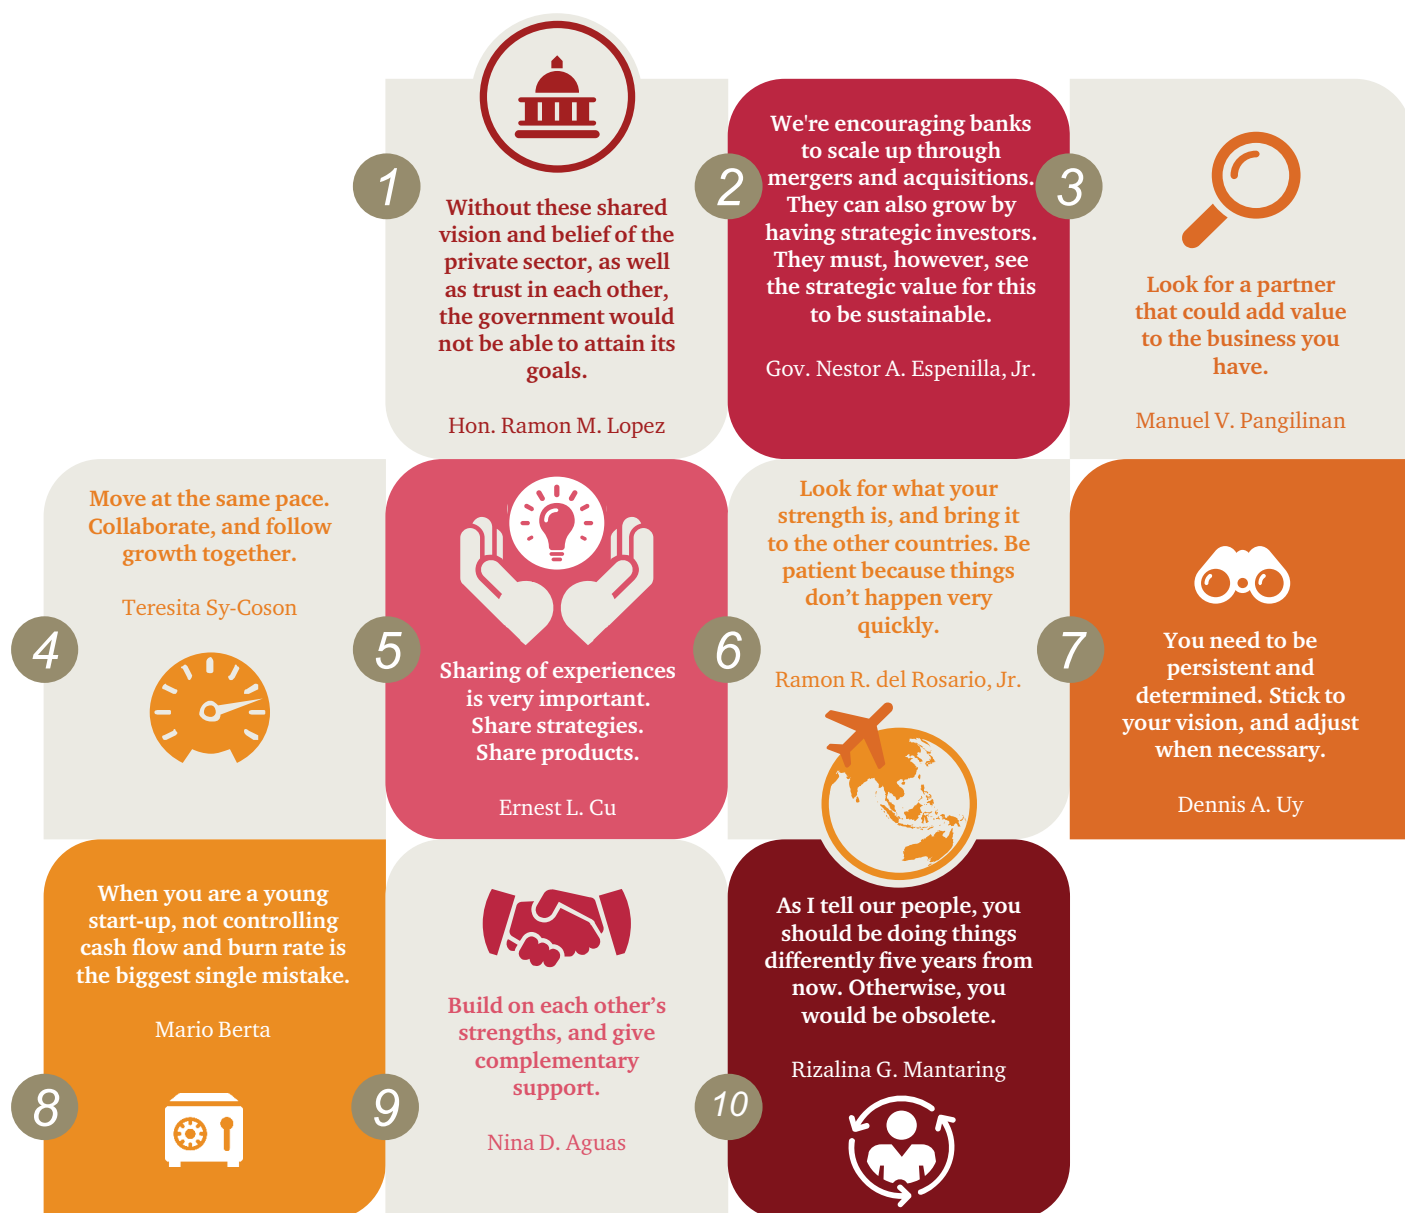 1
Without these shared
vision and belief of the
private sector, as well
as trust in each other,
the government would
not be able to attain its
goals.
Hon. Ramon M. Lopez
2
We're encouraging banks
to scale up through
mergers and acquisitions.
They can also grow by
having strategic investors.
They must, however, see
the strategic value for this
to be sustainable.
Gov. Nestor A. Espenilla, Jr.
3
Look for a partner
that could add value
to the business you
have.
Manuel V. Pangilinan
4
Move at the same pace.
Collaborate, and follow
growth together.
Teresita Sy-Coson
5
Sharing of experiences
is very important.
Share strategies.
Share products.
Ernest L. Cu
6
Look for what your
strength is, and bring it
to the other countries. Be
patient because things
don’t happen very
quickly.
Ramon R. del Rosario, Jr.
7
You need to be
persistent and
determined. Stick to
your vision, and adjust
when necessary.
Dennis A. Uy
8
When you are a young
start-up, not controlling
cash flow and burn rate is
the biggest single mistake.
Mario Berta
9
Build on each other’s
strengths, and give
complementary
support.
Nina D. Aguas
10
As I tell our people, you
should be doing things
differently five years from
now. Otherwise, you
would be obsolete.
Rizalina G. Mantaring